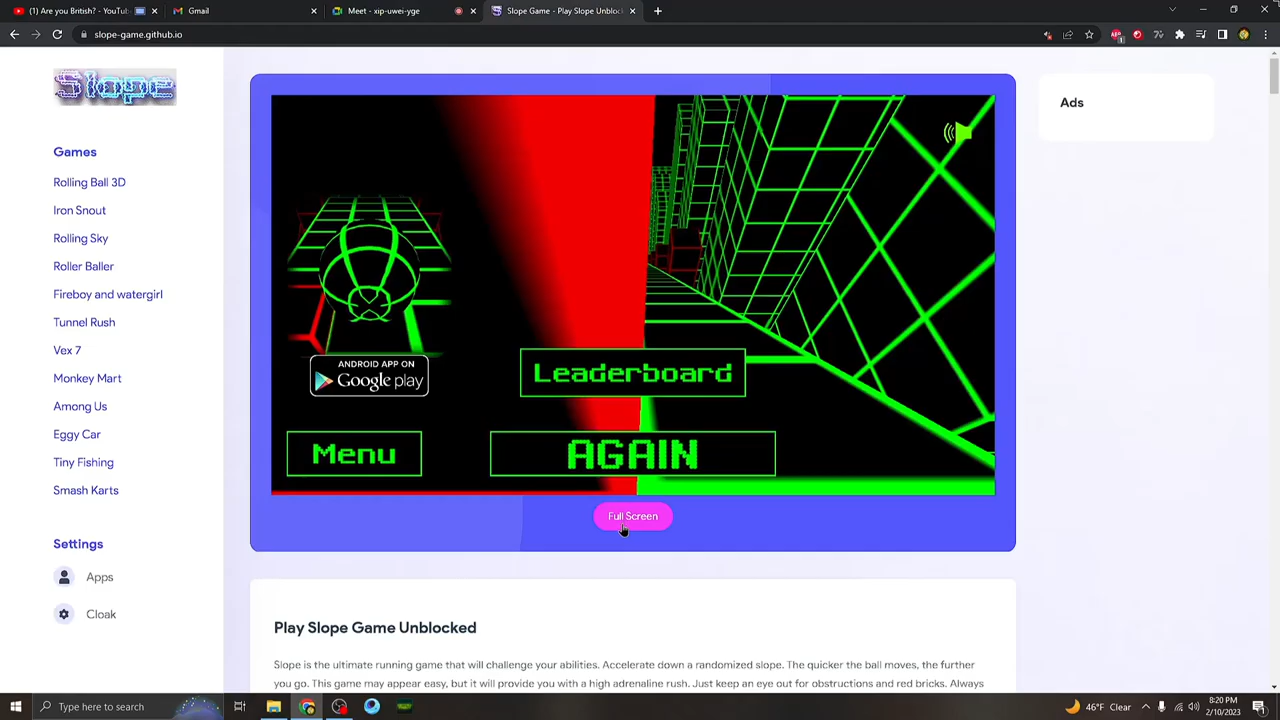 (1) Are you British? - YouTu
Gmail
Meet - xip-wei-yge
Slope Game - Play Slope Unbloc
slope-game.github.io
Slope
Games
Rolling Ball 3D
Iron Snout
Rolling Sky
Roller Baller
Fireboy and watergirl
Tunnel Rush
Vex 7
Monkey Mart
Among Us
Eggy Car
Tiny Fishing
Smash Karts
Settings
Apps
Cloak
ANDROID APP ON
Google play
Leaderboard
Menu
AGAIN
Full Screen
Ads
Play Slope Game Unblocked
Slope is the ultimate running game that will challenge your abilities. Accelerate down a randomized slope. The quicker the ball moves, the further
you go. This game may appear easy, but it will provide you with a high adrenaline rush. Just keep an eye out for obstructions and red bricks. Always
Type here to search
46°F Clear
8:20 PM
2/10/2023